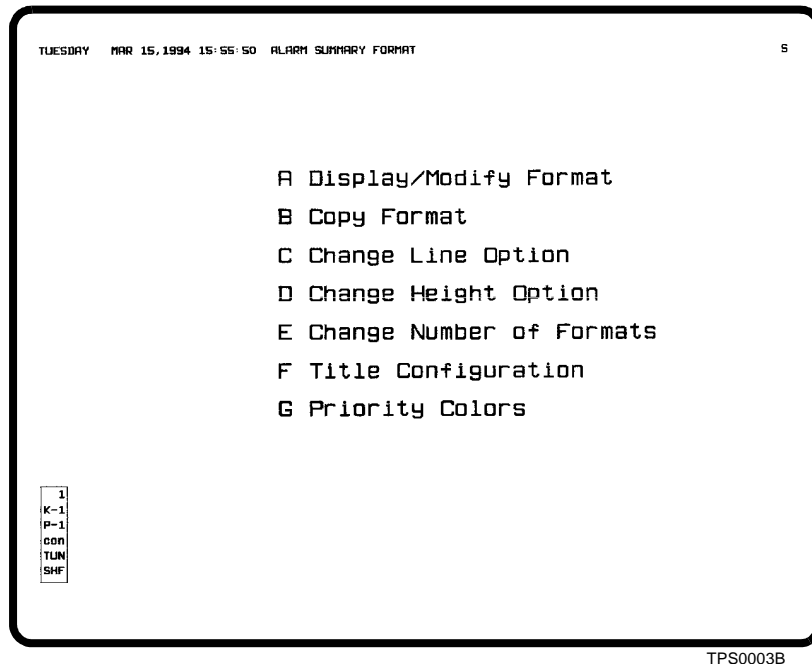 TUESDAY MAR 15,1994 15:55:50 ALARM SUMMARY FORMAT S
A Display/Modify Format
B Copy Format
C Change Line Option
D Change Height Option
E Change Number of Formats
F Title Configuration
G Priority Colors
1
K-1
P-1
con
TUN
SHF
TPS0003B